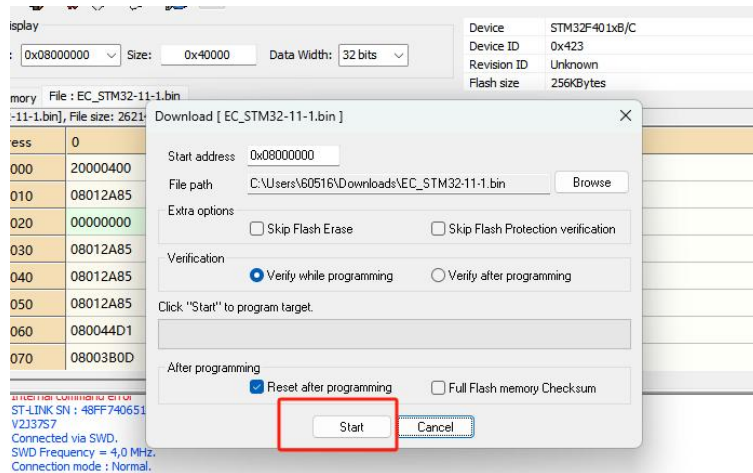 isplay
: 0x08000000 Size: 0x40000 Data Width: 32 bits
Device STM32F401xB/C
Device ID 0x423
Revision ID Unknown
Flash size 256KBytes
mory File : EC_STM32-11-1.bin
-11-1.bin], File size: 2621
ess 0
000 20000400
010 08012A85
020 00000000
030 08012A85
040 08012A85
050 08012A85
060 080044D1
070 08003B0D
Download [ EC_STM32-11-1.bin ]
Start address 0x08000000
File path C:\Users\60516\Downloads\EC_STM32-11-1.bin Browse
Extra options
Skip Flash Erase Skip Flash Protection verification
Verification
Verify while programming Verify after programming
Click "Start" to program target.
After programming
Reset after programming Full Flash memory Checksum
Start Cancel
Internal command error
ST-LINK SN : 48FF740651
V2J37S7
Connected via SWD.
SWD Frequency = 4,0 MHz.
Connection mode : Normal.